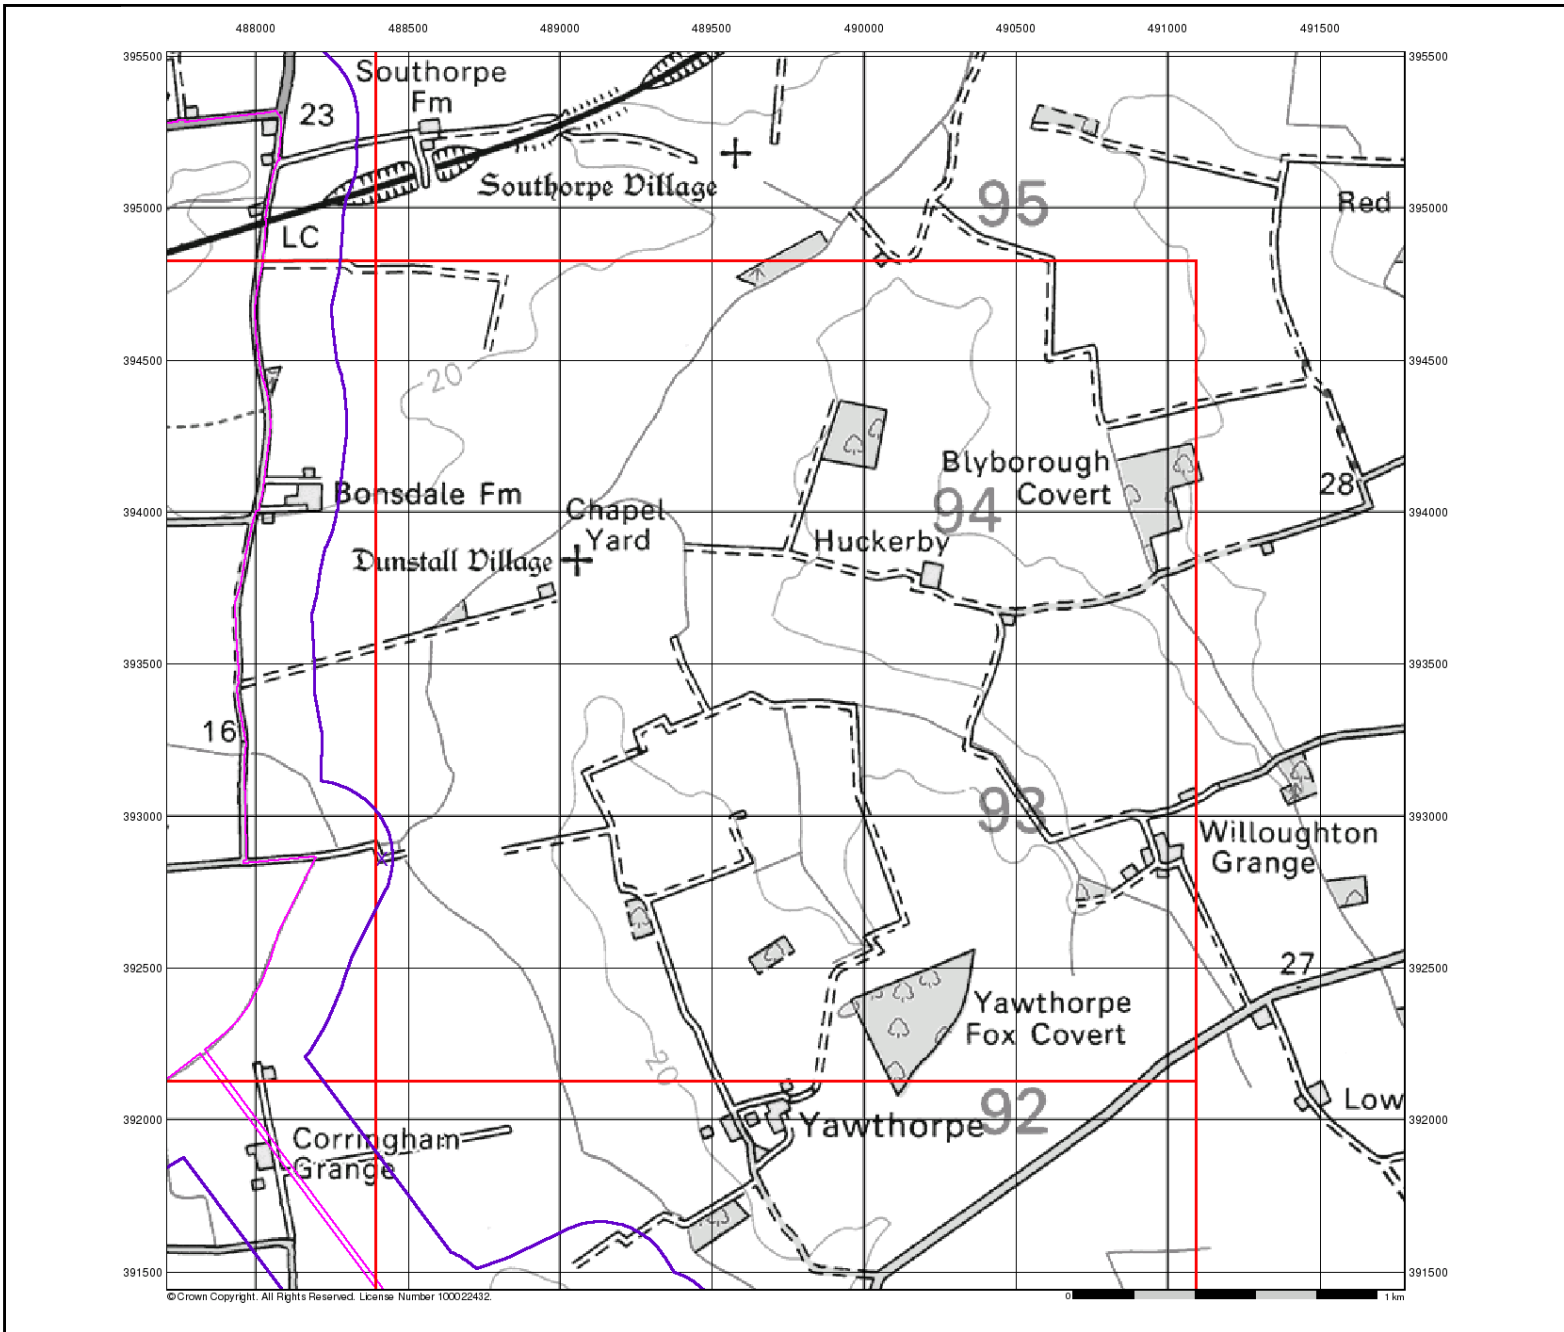 488000 488500 489000 489500 490000 490500 491000 491500
395500 395500
Southorpe
Fm
23
Southorpe Village
95
Red
395000 395000
LC
394500 394500
20
Blyborough
Covert
28
Bonsdale Fm
394000 394000
94
Chapel
Yard
Huckerby
Dunstall Village
393500 393500
16
393000 393000
93
Willoughton
Grange
392500 392500
27
Yawthorpe
Fox Covert
20
92
Low
392000 392000
Yawthorpe
Corringham
Grange
391500 391500
© Crown Copyright. All Rights Reserved. License Number 100022432.
0 1 km